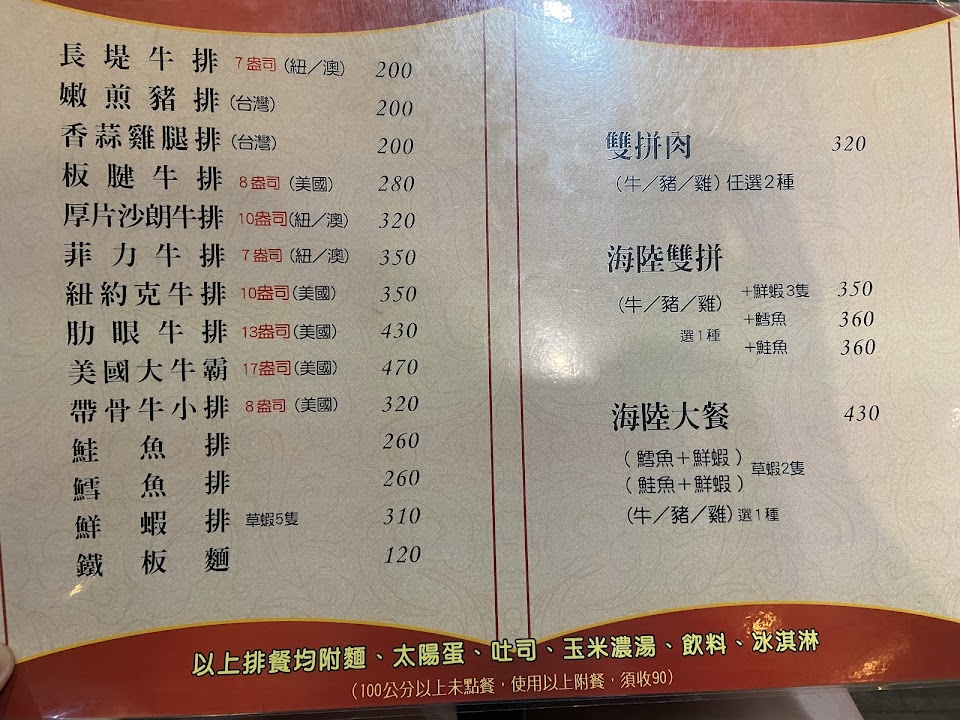 長堤牛排 7盎司(紐／澳) 200
嫩煎豬排(台灣) 200
香蒜雞腿排(台灣) 200
板腱牛排 8盎司(美國) 280
厚片沙朗牛排 10盎司(紐／澳) 320
菲力牛排 7盎司(紐／澳) 350
紐約克牛排 10盎司(美國) 350
肋眼牛排 13盎司(美國) 430
美國大牛霸 17盎司(美國) 470
帶骨牛小排 8盎司(美國) 320
鮭魚排 260
鱈魚排 260
鮮蝦排 草蝦5隻 310
鐵板麵 120
雙拼肉 320
(牛／豬／雞)任選2種
海陸雙拼
(牛／豬／雞) 選1種
+鮮蝦3隻 350
+鱈魚 360
+鮭魚 360
海陸大餐 430
(鱈魚+鮮蝦)
(鮭魚+鮮蝦)
草蝦2隻
(牛／豬／雞)選1種
以上排餐均附麵、太陽蛋、吐司、玉米濃湯、飲料、冰淇淋
(100公分以上未點餐，使用以上附餐，須收90)